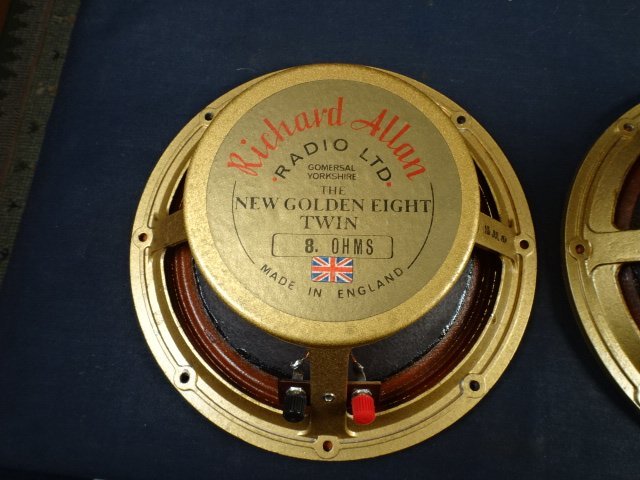 Richard Allan
RADIO LTD.
GOMERSAL
YORKSHIRE
THE
NEW GOLDEN EIGHT
TWIN
8. OHMS
MADE IN ENGLAND